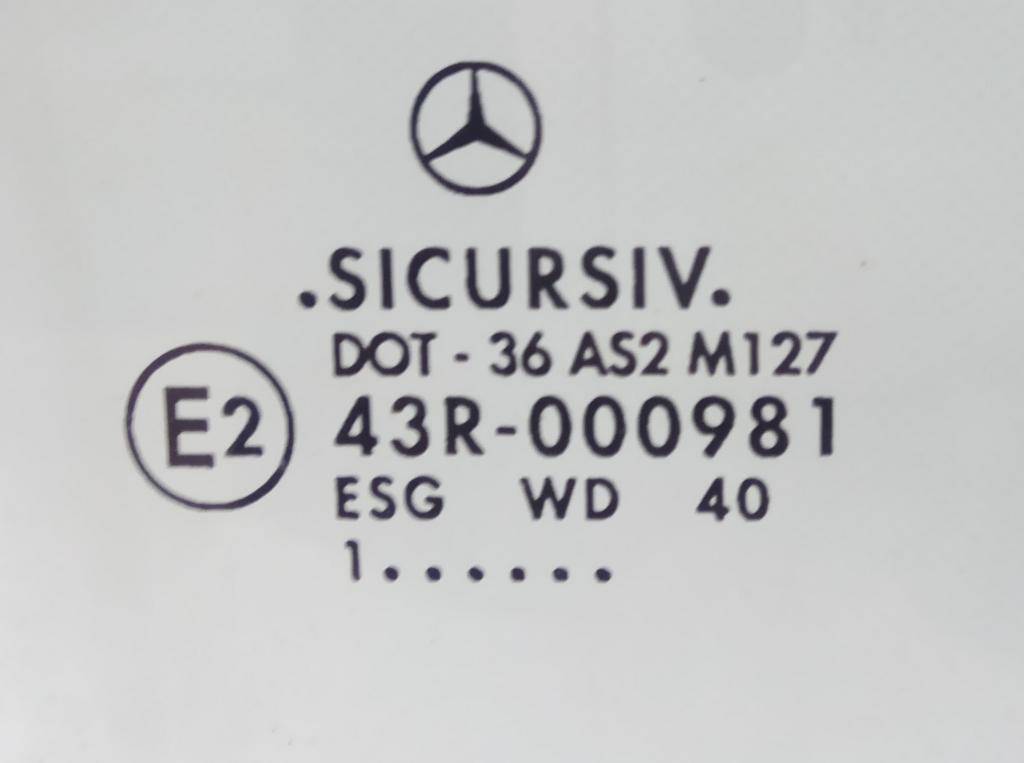 .SICURSIV.
DOT - 36 AS2 M127
E2
43R-000981
ESG WD 40
1......